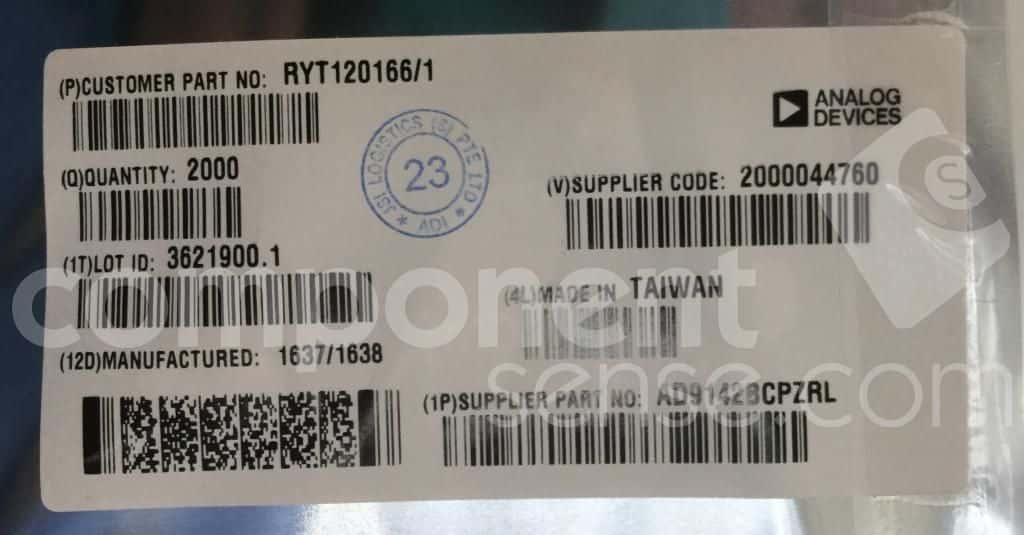 (P)CUSTOMER PART NO: RYT120166/1
ANALOG
DEVICES
JSI LOGISTICS (S) PTE LTD
23
* ADI *
(Q)QUANTITY: 2000
(V)SUPPLIER CODE: 2000044760
S
(1T)LOT ID: 3621900.1
(4L)MADE IN TAIWAN
component
sense.com
(12D)MANUFACTURED: 1637/1638
(1P)SUPPLIER PART NO: AD9142BCPZRL